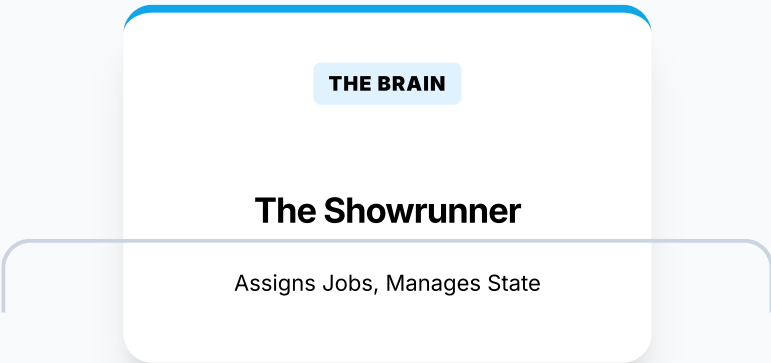 THE BRAIN
The Showrunner
Assigns Jobs, Manages State